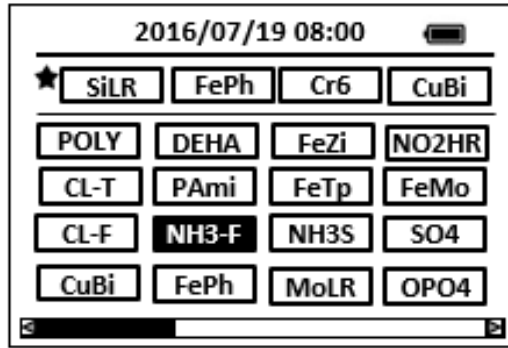 2016/07/19 08:00
SiLR FePh Cr6 CuBi
POLY DEHA FeZi NO2HR
CL-T PAmi FeTp FeMo
CL-F NH3-F NH3S SO4
CuBi FePh MoLR OPO4